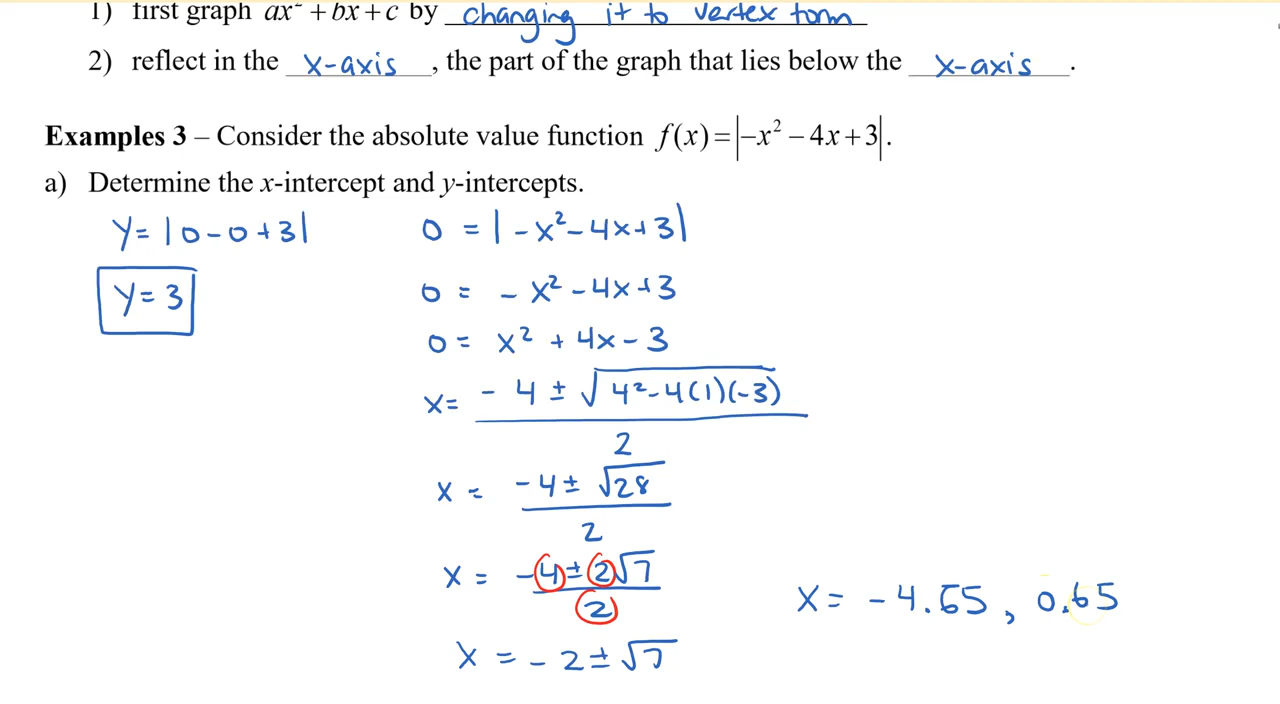 1) first graph ax² + bx + c by changing it to vertex form
2) reflect in the x-axis, the part of the graph that lies below the x-axis.
Examples 3 – Consider the absolute value function f(x) = |−x² − 4x + 3|.
a) Determine the x-intercept and y-intercepts.
y = |0 − 0 + 3|
y = 3
0 = |−x² − 4x + 3|
0 = −x² − 4x + 3
0 = x² + 4x − 3
x = (−4 ± √(4² − 4(1)(−3))) / 2
x = (−4 ± √28) / 2
x = (−4 ± 2√7) / 2
x = −2 ± √7
x = −4.65, 0.65